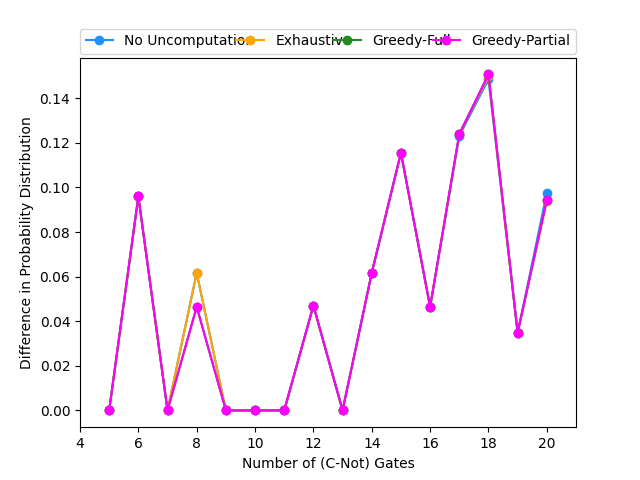 No Uncomputation Exhaustive Greedy-Full Greedy-Partial
0.14
0.12
0.10
0.08
0.06
0.04
0.02
0.00
Difference in Probability Distribution
4 6 8 10 12 14 16 18 20
Number of (C-Not) Gates